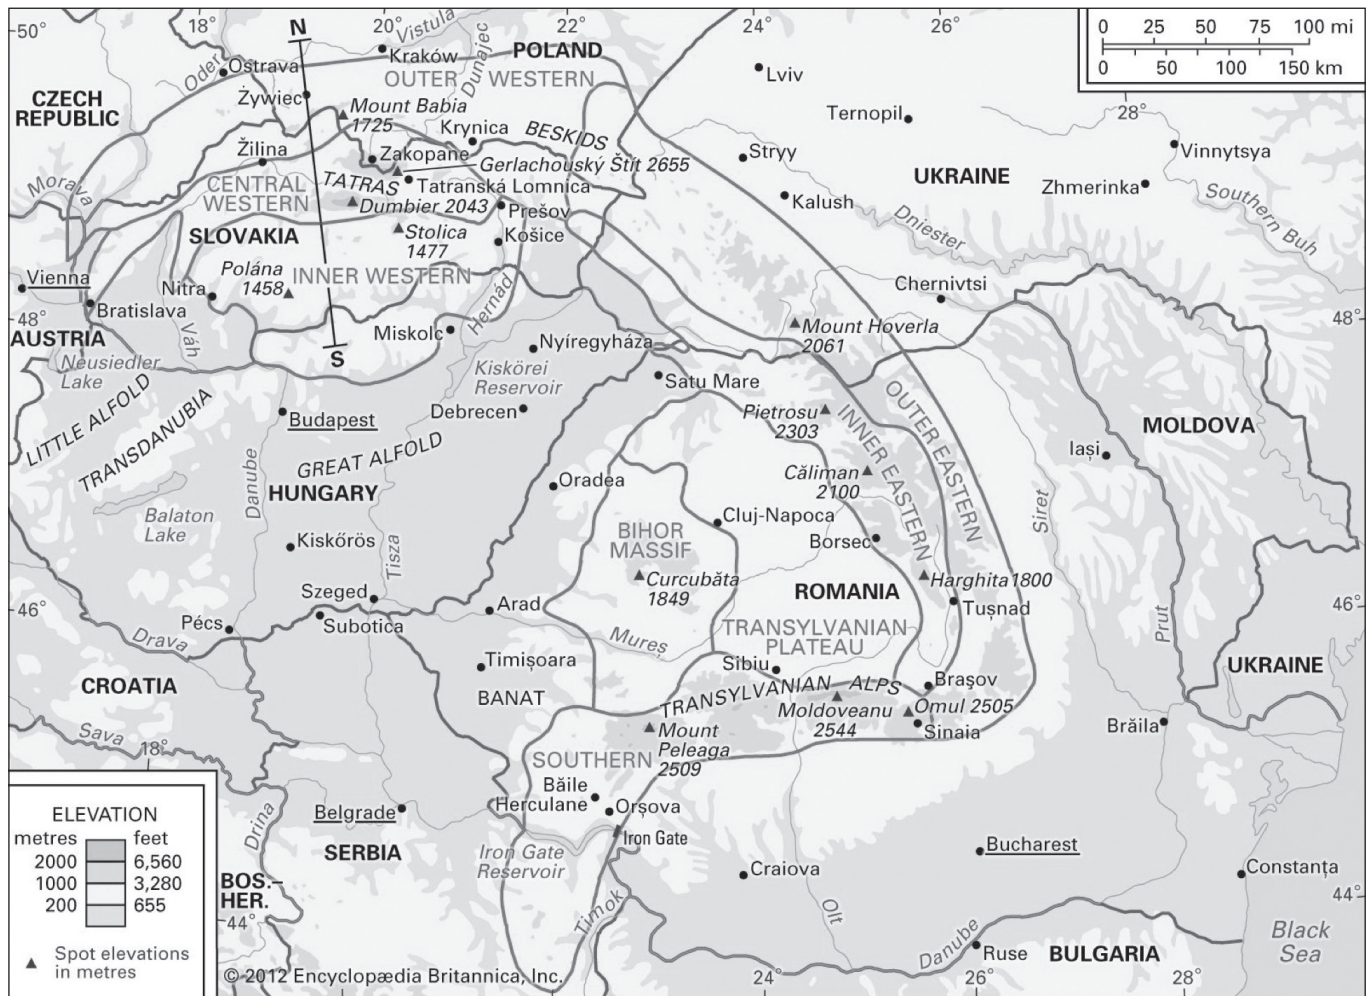 50°
18
20
22
24
26
N
Vistula
Dunajec
POLAND
Kraków
Oder
Ostrava
OUTER WESTERN
0 25 50 75 100 mi
0 50 100 150 km
Lviv
CZECH
REPUBLIC
Żywiec
Mount Babia
1725
Krynica
BESKIDS
Ternopil
28°
Žilina
Zakopane
Gerlachouský Štít 2655
Stryy
Vinnytsya
UKRAINE
Zhmerinka
Morava
CENTRAL
WESTERN
TATRAS
Tatranská Lomnica
Dumbier 2043
Prešov
Kalush
Southern Buh
Dniester
SLOVAKIA
Stolica
1477
Košice
Vienna
Polána
1458
INNER WESTERN
Nitra
Bratislava
Hernád
Chernivtsi
48°
AUSTRIA
Váh
Miskolc
Mount Hoverla
2061
48°
Neusiedler
Lake
S
Nyíregyháza
Kiskörei
Reservoir
Satu Mare
LITTLE ALFOLD
TRANSDANUBIA
Budapest
Debrecen
Pietrosu
2303
INNER EASTERN
OUTER EASTERN
MOLDOVA
Iași
GREAT ALFOLD
Danube
HUNGARY
Oradea
Căliman
2100
Siret
Balaton
Lake
Cluj-Napoca
BIHOR
MASSIF
Borsec
Kiskőrös
Tisza
Curcubăta
1849
Harghita 1800
ROMANIA
46°
Szeged
Arad
Tușnad
46°
Pécs
Subotica
Mureș
TRANSYLVANIAN
PLATEAU
Prut
Drava
Timișoara
Sibiu
UKRAINE
CROATIA
BANAT
TRANSYLVANIAN ALPS
Brașov
Moldoveanu
2544
Omul 2505
Sinaia
Brăila
Sava
18°
Mount
Peleaga
2509
SOUTHERN
Băile
Herculane
Orșova
Iron Gate
ELEVATION
metres feet
2000 6,560
1000 3,280
200 655
Spot elevations
in metres
Drina
Belgrade
SERBIA
Iron Gate
Reservoir
Bucharest
BOS.–
HER.
Craiova
Constanța
44°
44°
Timok
Olt
Danube
Ruse
BULGARIA
Black
Sea
© 2012 Encyclopædia Britannica, Inc.
24°
26°
28°